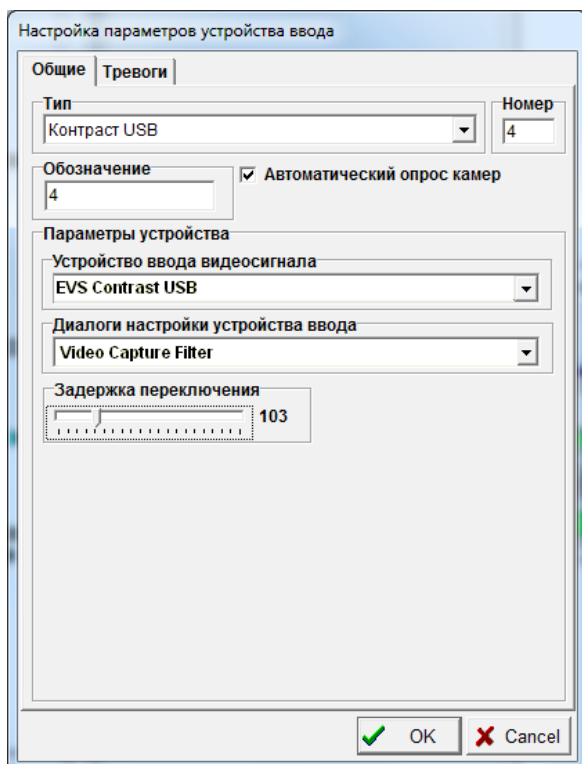 Настройка параметров устройства ввода
Общие Тревоги
Тип Номер
Контраст USB 4
Обозначение
4 Автоматический опрос камер
Параметры устройства
Устройство ввода видеосигнала
EVS Contrast USB
Диалоги настройки устройства ввода
Video Capture Filter
Задержка переключения
103
OK Cancel